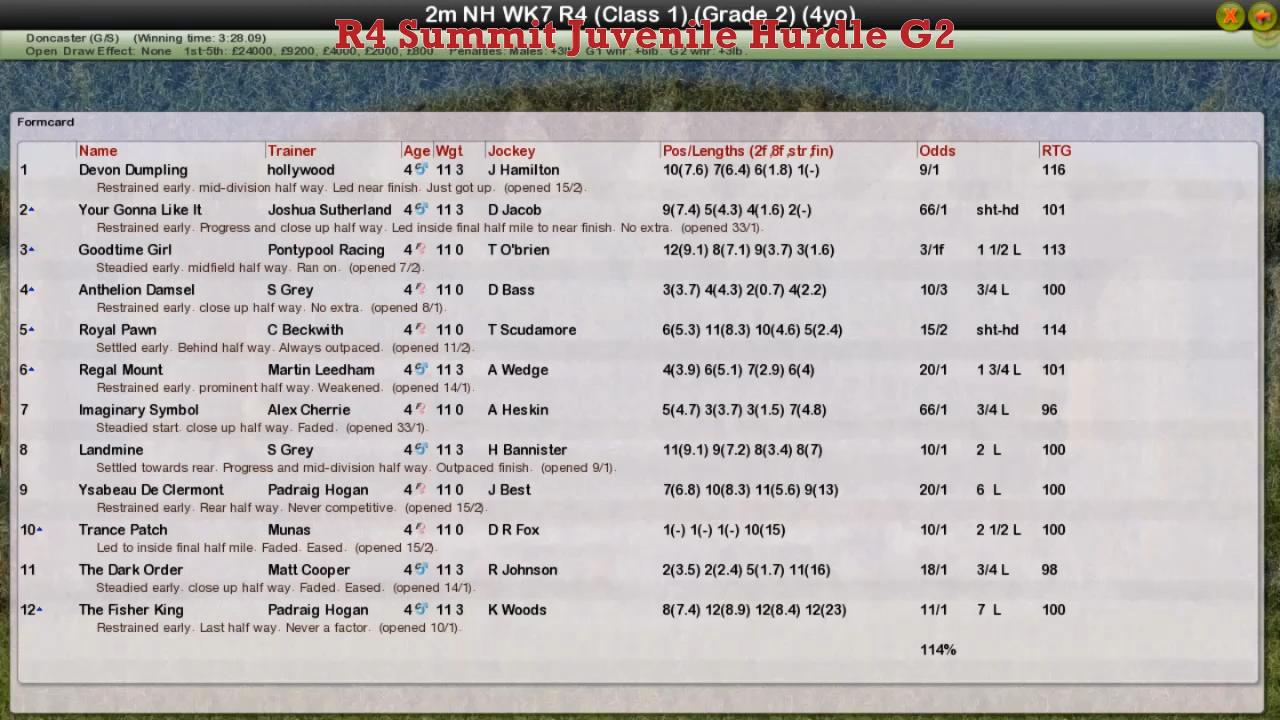 2m NH WK7 R4 (Class 1) (Grade 2) (4yo)
R4 Summit Juvenile Hurdle G2
Doncaster (G/S) (Winning time: 3:28.09)
Open Draw Effect: None 1st-5th: £24000, £9200, £4000, £2000, £800. Penalties: Males: +3lb. G1 wnr: +6lb. G2 wnr: +3lb.
Formcard
Name Trainer Age Wgt Jockey Pos/Lengths (2f,8f,str,fin) Odds RTG
1 Devon Dumpling hollywood 4 11 3 J Hamilton 10(7.6) 7(6.4) 6(1.8) 1(-) 9/1 116
Restrained early. mid-division half way. Led near finish. Just got up. (opened 15/2).
2 Your Gonna Like It Joshua Sutherland 4 11 3 D Jacob 9(7.4) 5(4.3) 4(1.6) 2(-) 66/1 sht-hd 101
Restrained early. Progress and close up half way. Led inside final half mile to near finish. No extra. (opened 33/1).
3 Goodtime Girl Pontypool Racing 4 11 0 T O'brien 12(9.1) 8(7.1) 9(3.7) 3(1.6) 3/1f 1 1/2 L 113
Steadied early. midfield half way. Ran on. (opened 7/2).
4 Anthelion Damsel S Grey 4 11 0 D Bass 3(3.7) 4(4.3) 2(0.7) 4(2.2) 10/3 3/4 L 100
Restrained early. close up half way. No extra. (opened 8/1).
5 Royal Pawn C Beckwith 4 11 0 T Scudamore 6(5.3) 11(8.3) 10(4.6) 5(2.4) 15/2 sht-hd 114
Settled early. Behind half way. Always outpaced. (opened 11/2).
6 Regal Mount Martin Leedham 4 11 3 A Wedge 4(3.9) 6(5.1) 7(2.9) 6(4) 20/1 1 3/4 L 101
Restrained early. prominent half way. Weakened. (opened 14/1).
7 Imaginary Symbol Alex Cherrie 4 11 0 A Heskin 5(4.7) 3(3.7) 3(1.5) 7(4.8) 66/1 3/4 L 96
Steadied start. close up half way. Faded. (opened 33/1).
8 Landmine S Grey 4 11 3 H Bannister 11(9.1) 9(7.2) 8(3.4) 8(7) 10/1 2 L 100
Settled towards rear. Progress and mid-division half way. Outpaced finish. (opened 9/1).
9 Ysabeau De Clermont Padraig Hogan 4 11 0 J Best 7(6.8) 10(8.3) 11(5.6) 9(13) 20/1 6 L 100
Restrained early. Rear half way. Never competitive. (opened 15/2).
10 Trance Patch Munas 4 11 0 D R Fox 1(-) 1(-) 1(-) 10(15) 10/1 2 1/2 L 100
Led to inside final half mile. Faded. Eased. (opened 15/2).
11 The Dark Order Matt Cooper 4 11 3 R Johnson 2(3.5) 2(2.4) 5(1.7) 11(16) 18/1 3/4 L 98
Steadied early. close up half way. Faded. Eased. (opened 14/1).
12 The Fisher King Padraig Hogan 4 11 3 K Woods 8(7.4) 12(8.9) 12(8.4) 12(23) 11/1 7 L 100
Restrained early. Last half way. Never a factor. (opened 10/1).
114%